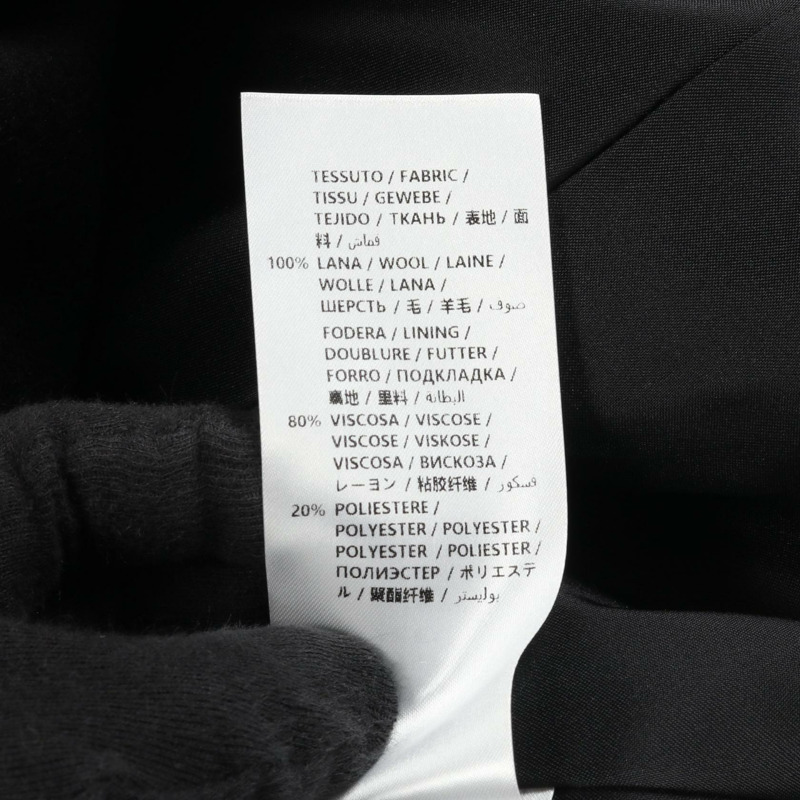 TESSUTO / FABRIC /
TISSU / GEWEBE /
TEJIDO / ТКАНЬ / 表地 / 面
料 / قماش
100% LANA / WOOL / LAINE /
WOLLE / LANA /
ШЕРСТЬ / 毛 / 羊毛 / صوف
FODERA / LINING /
DOUBLURE / FUTTER /
FORRO / ПОДКЛАДКА /
裏地 / 里料 / البطانة
80% VISCOSA / VISCOSE /
VISCOSE / VISKOSE /
VISCOSA / ВИСКОЗА /
レーヨン / 粘胶纤维 / فسكوز
20% POLIESTERE /
POLYESTER / POLYESTER /
POLYESTER / POLIESTER /
ПОЛИЭСТЕР / ポリエステ
ル / 聚酯纤维 / بوليستر